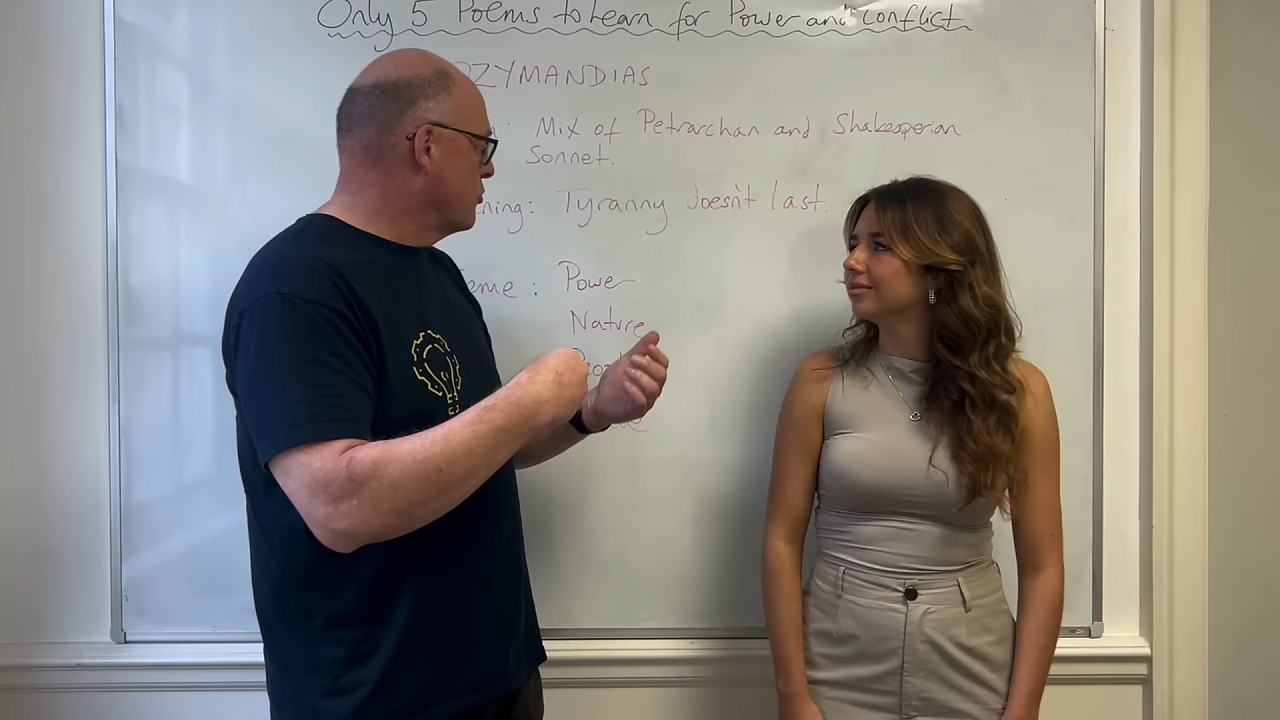 Only 5 Poems to Learn for Power and Conflict
ZYMANDIAS
: Mix of Petrarchan and Shakesperian
Sonnet.
ning: Tyranny doesn't last.
eme : Power
Nature